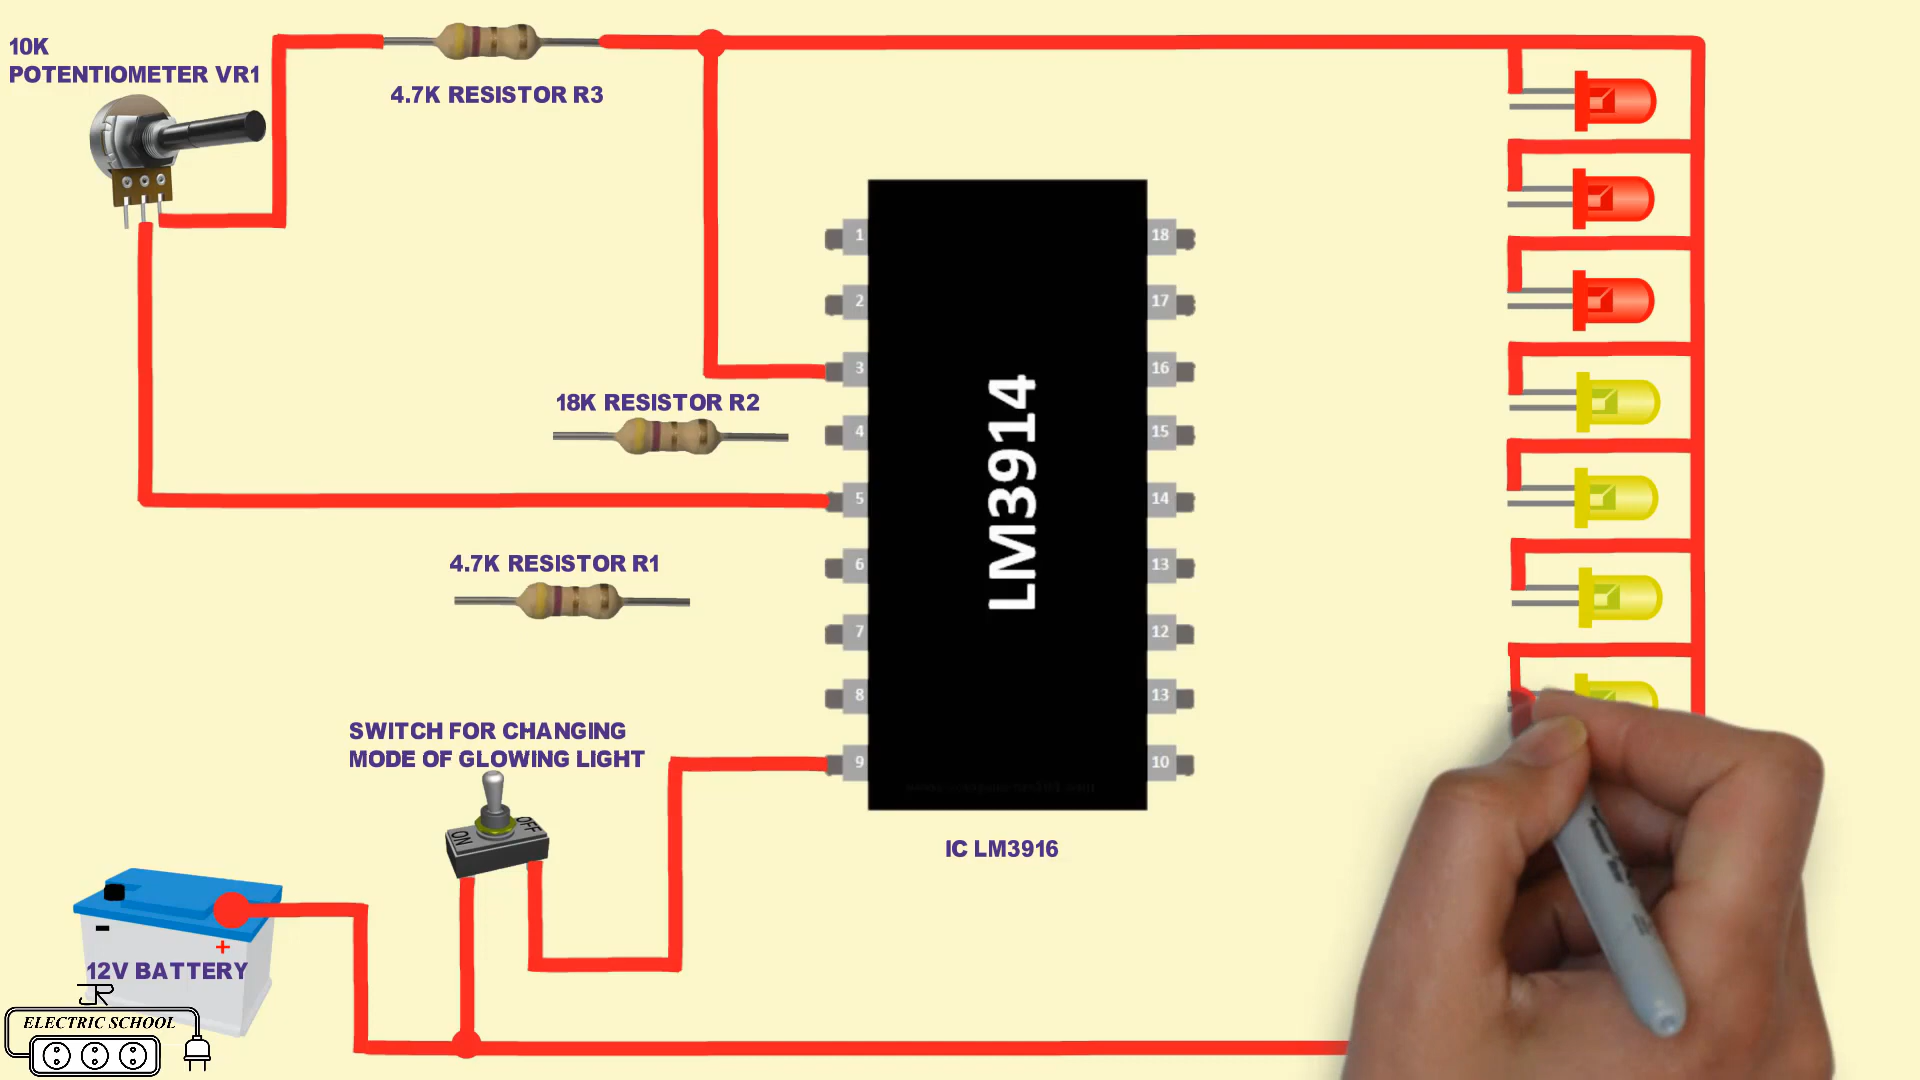 10K
POTENTIOMETER VR1
4.7K RESISTOR R3
1
2
3
4
5
6
7
8
9
18
17
16
15
14
13
12
13
10
LM3914
18K RESISTOR R2
4.7K RESISTOR R1
SWITCH FOR CHANGING
MODE OF GLOWING LIGHT
ON
OFF
IC LM3916
-
+
12V BATTERY
JR
ELECTRIC SCHOOL